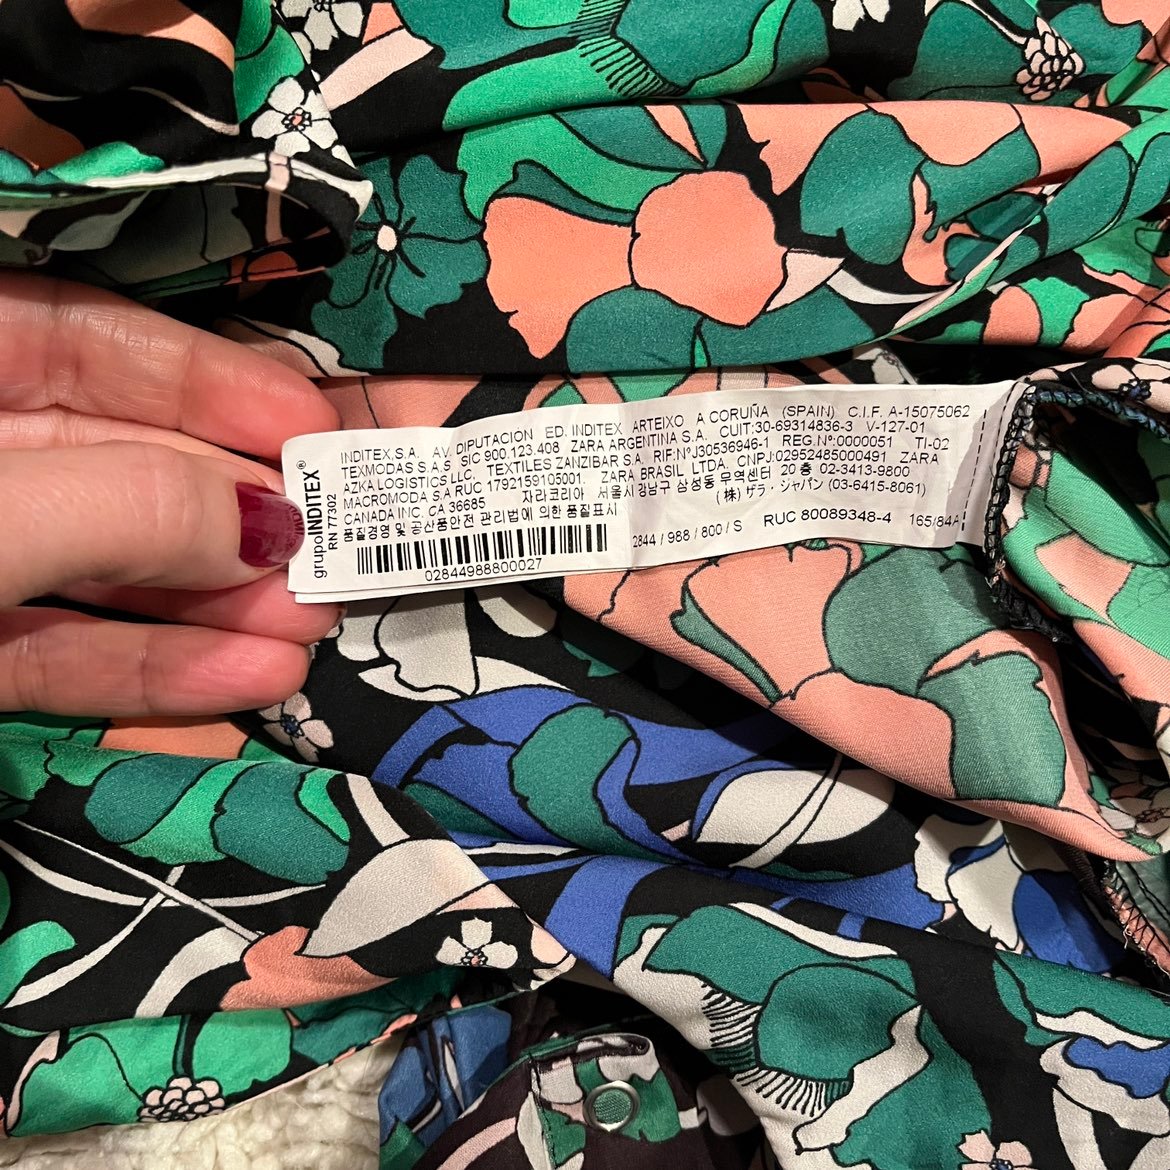 grupoINDITEX®
RN 77302
INDITEX,S.A. AV. DIPUTACIÓN ED. INDITEX ARTEIXO A CORUÑA (SPAIN) C.I.F. A-15075062
TEXMODAS S.A.S SIC 900.123.408 ZARA ARGENTINA S.A. CUIT:30-69314836-3 V-127-01
AZKA LOGISTICS LLC. TEXTILES ZANZIBAR S.A. RIF:NºJ30536946-1 REG.Nº:0000051 TI-02
MACROMODA S.A RUC 1792159105001. ZARA BRASIL LTDA. CNPJ:02952485000491 ZARA
CANADA INC. CA 36685 자라코리아 서울시 강남구 삼성동 무역센터 20 층 02-3413-9800
품질경영 및 공산품안전 관리법에 의한 품질표시 (株) ザラ・ジャパン (03-6415-8061)
02844988800027
2844 / 988 / 800 / S RUC 80089348-4 165/84A